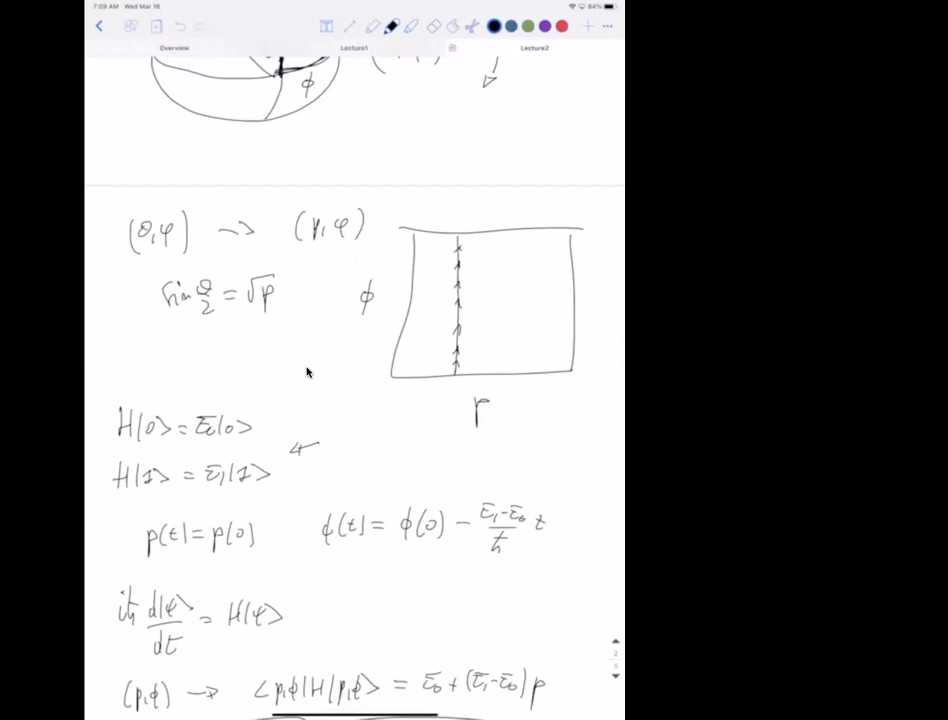 7:09 AM Wed Mar 16
84%
Overview Lecture1 Lecture2
ϕ
(θ,φ) → (p,φ)
sin θ/2 = √p
ϕ
p
H|0> = E₀|0>
H|1> = E₁|1>
p(t) = p(0) ϕ(t) = ϕ(0) − (E₁−E₀)/ħ t
iħ d|ψ>/dt = H|ψ>
(p,ϕ) → <p,ϕ|H|p,ϕ> = E₀ + (E₁−E₀)p